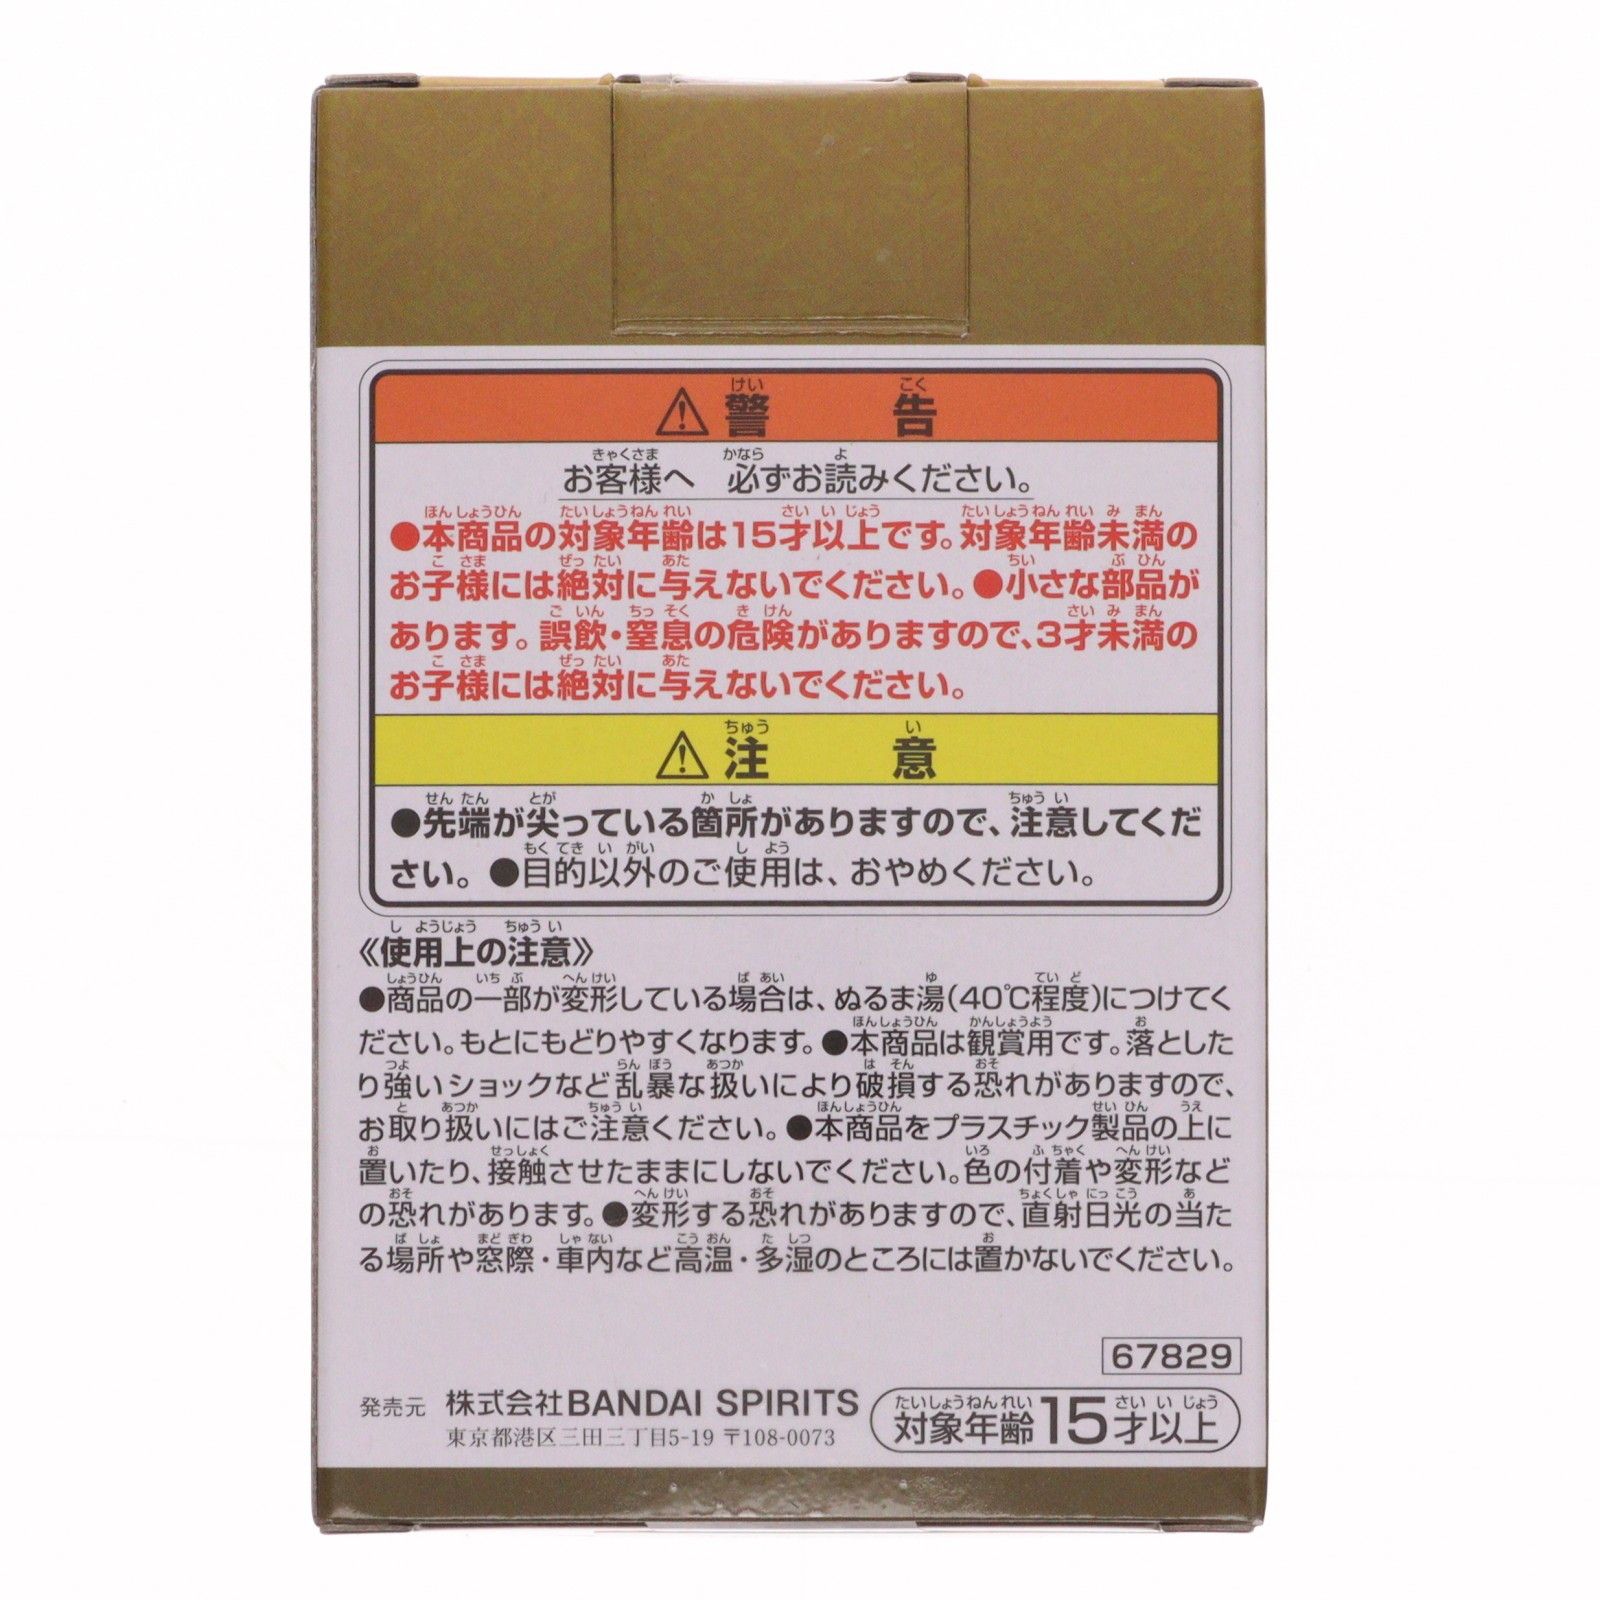 ⚠警告
お客様へ 必ずお読みください。
●本商品の対象年齢は15才以上です。対象年齢未満の
お子様には絶対に与えないでください。●小さな部品が
あります。誤飲・窒息の危険がありますので、3才未満の
お子様には絶対に与えないでください。
⚠注意
●先端が尖っている箇所がありますので、注意してくだ
さい。●目的以外のご使用は、おやめください。
《使用上の注意》
●商品の一部が変形している場合は、ぬるま湯(40℃程度)につけてく
ださい。もとにもどりやすくなります。●本商品は観賞用です。落とした
り強いショックなど乱暴な扱いにより破損する恐れがありますので、
お取り扱いにはご注意ください。●本商品をプラスチック製品の上に
置いたり、接触させたままにしないでください。色の付着や変形など
の恐れがあります。●変形する恐れがありますので、直射日光の当た
る場所や窓際・車内など高温・多湿のところには置かないでください。
67829
発売元 株式会社BANDAI SPIRITS
東京都港区三田三丁目5-19 〒108-0073
対象年齢15才以上